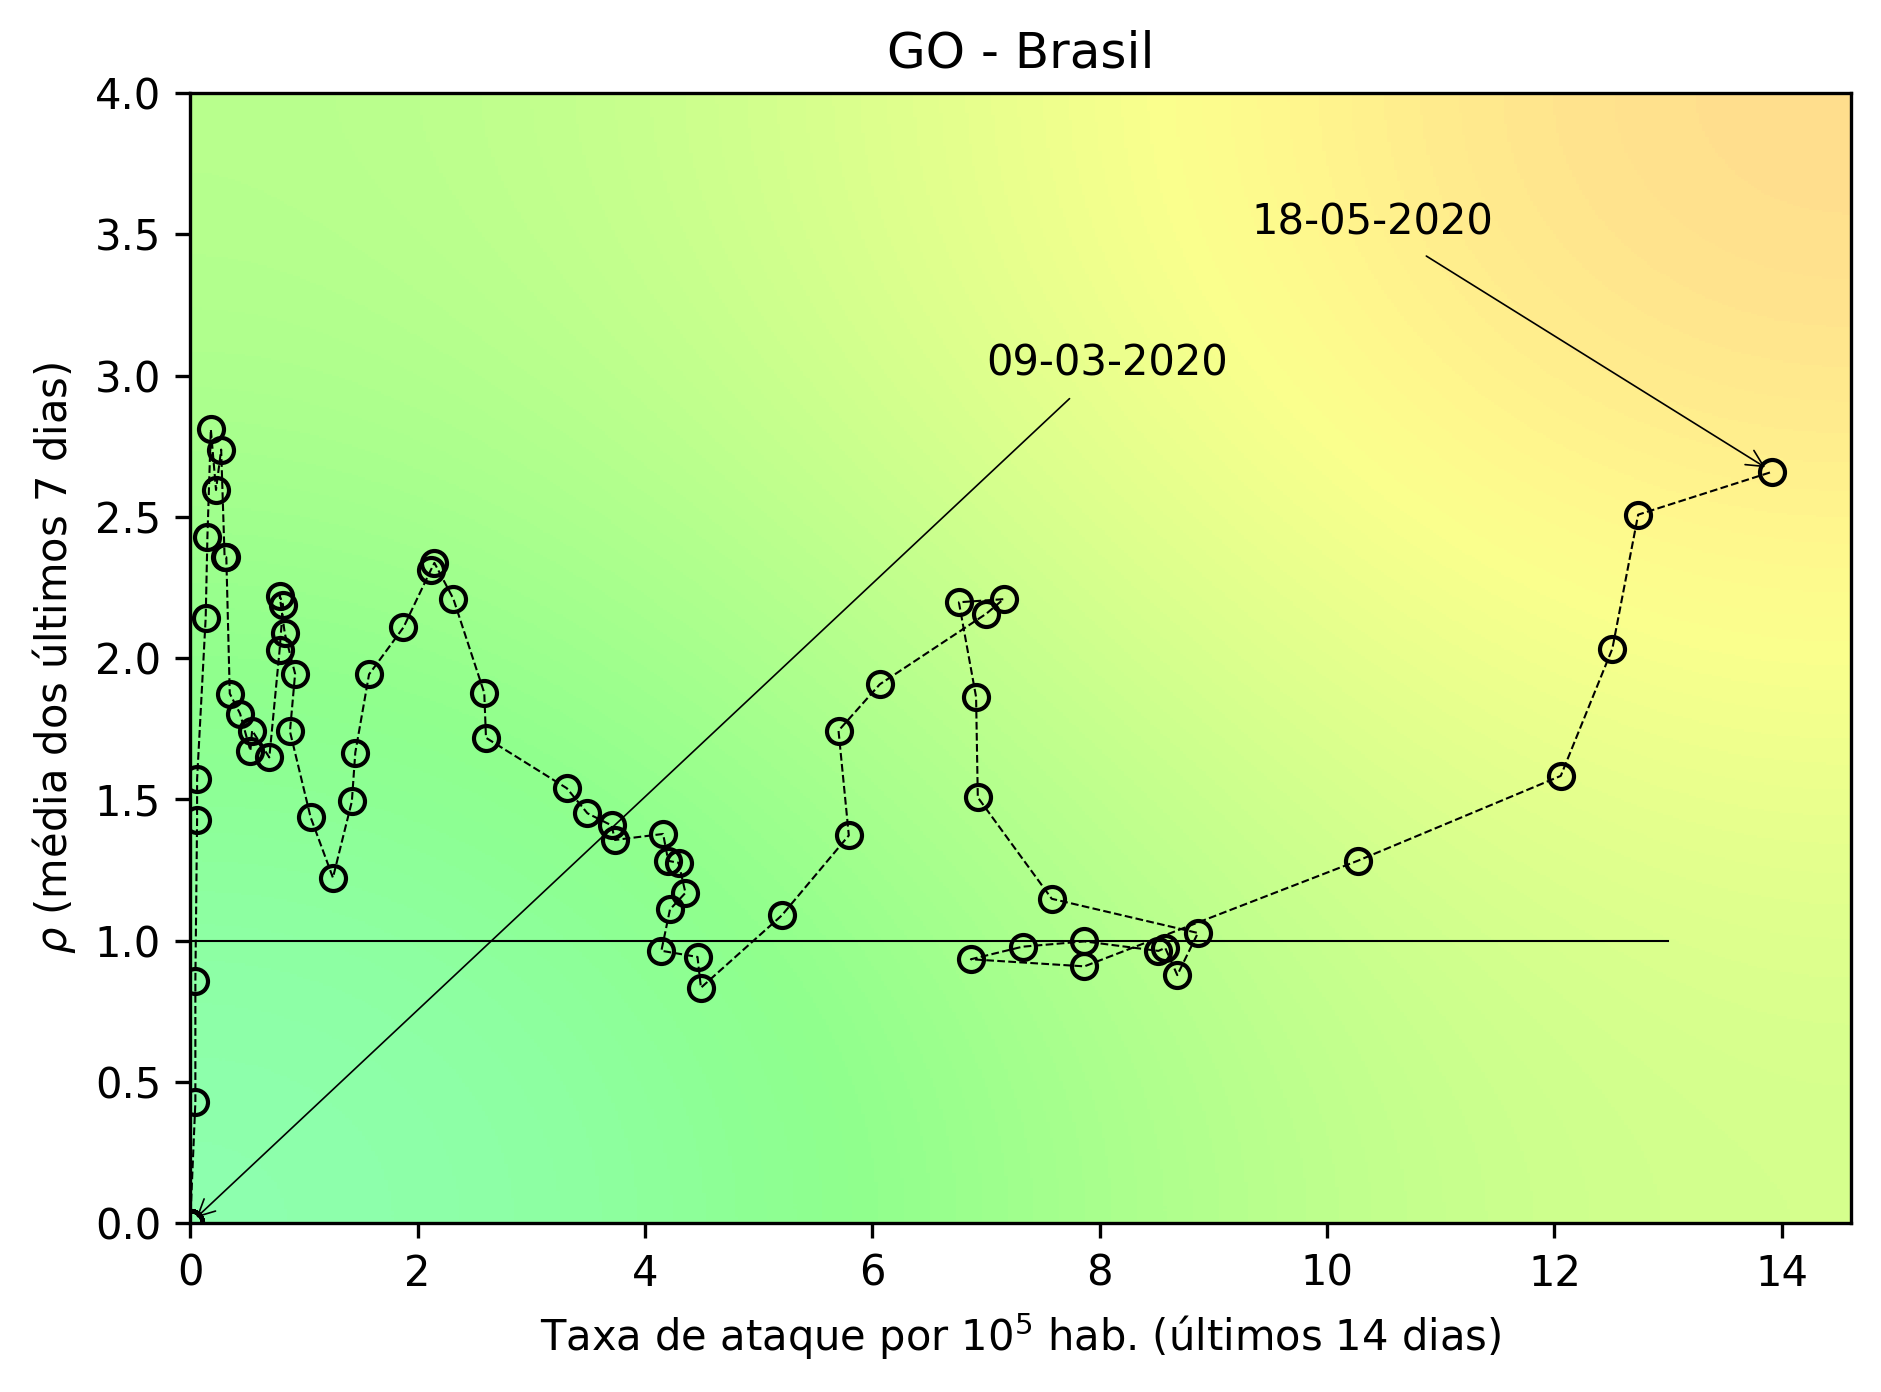 GO - Brasil
4.0
3.5
3.0
2.5
2.0
1.5
1.0
0.5
0.0
ρ (média dos últimos 7 dias)
18-05-2020
09-03-2020
0 2 4 6 8 10 12 14
Taxa de ataque por 10⁵ hab. (últimos 14 dias)